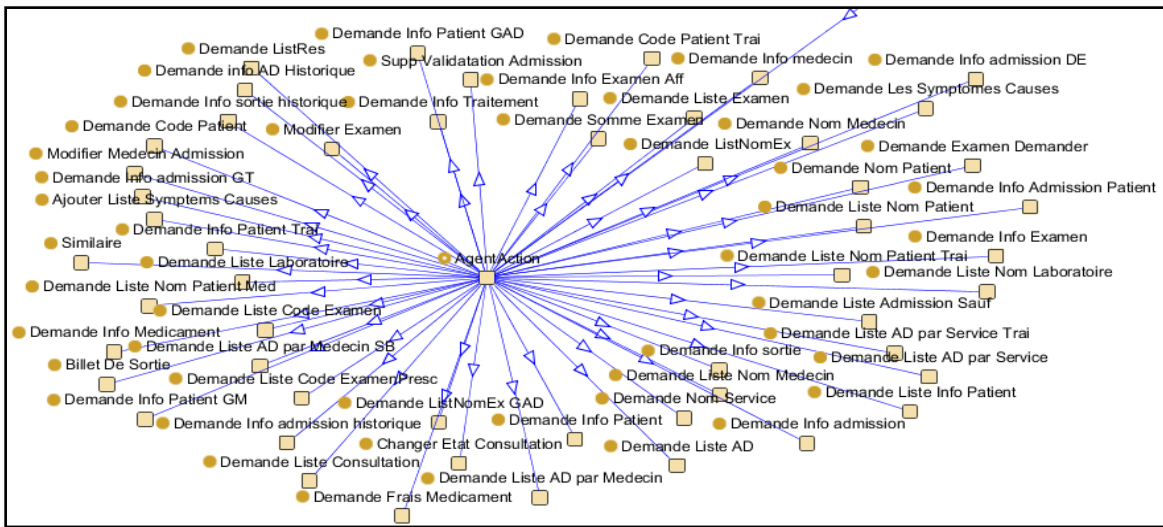 Demande Info Patient GAD
Demande Code Patient Trai
Demande ListRes
Supp Validatation Admission
Demande Info medecin
Demande Info admission DE
Demande info AD Historique
Demande Info Examen Aff
Demande Les Symptomes Causes
Demande Info sortie historique
Demande Info Traitement
Demande Liste Examen
Demande Somme Examen
Demande Nom Medecin
Demande Code Patient
Modifier Examen
Demande ListNomEx
Demande Examen Demander
Modifier Medecin Admission
Demande Nom Patient
Demande Info admission GT
Demande Info Admission Patient
Ajouter Liste Symptems Causes
Demande Liste Nom Patient
Demande Info Patient Trai
Demande Info Examen
Similaire
AgentAction
Demande Liste Nom Patient Trai
Demande Liste Laboratoire
Demande Liste Nom Laboratoire
Demande Liste Nom Patient Med
Demande Liste Admission Sauf
Demande Liste Code Examen
Demande Info Medicament
Demande Liste AD par Service Trai
Demande Liste AD par Medecin SB
Demande Info sortie
Demande Liste AD par Service
Billet De Sortie
Demande Liste Code ExamenPresc
Demande Liste Nom Medecin
Demande Liste Info Patient
Demande Info Patient GM
Demande ListNomEx GAD
Demande Nom Service
Demande Info admission historique
Demande Info Patient
Demande Info admission
Changer Etat Consultation
Demande Liste AD
Demande Liste Consultation
Demande Liste AD par Medecin
Demande Frais Medicament